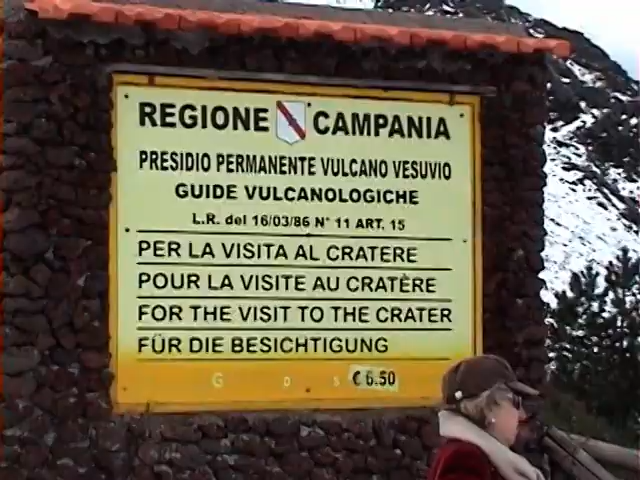 REGIONE CAMPANIA
PRESIDIO PERMANENTE VULCANO VESUVIO
GUIDE VULCANOLOGICHE
L.R. del 16/03/86 N° 11 ART. 15
PER LA VISITA AL CRATERE
POUR LA VISITE AU CRATÈRE
FOR THE VISIT TO THE CRATER
FÜR DIE BESICHTIGUNG
G D S € 6.50